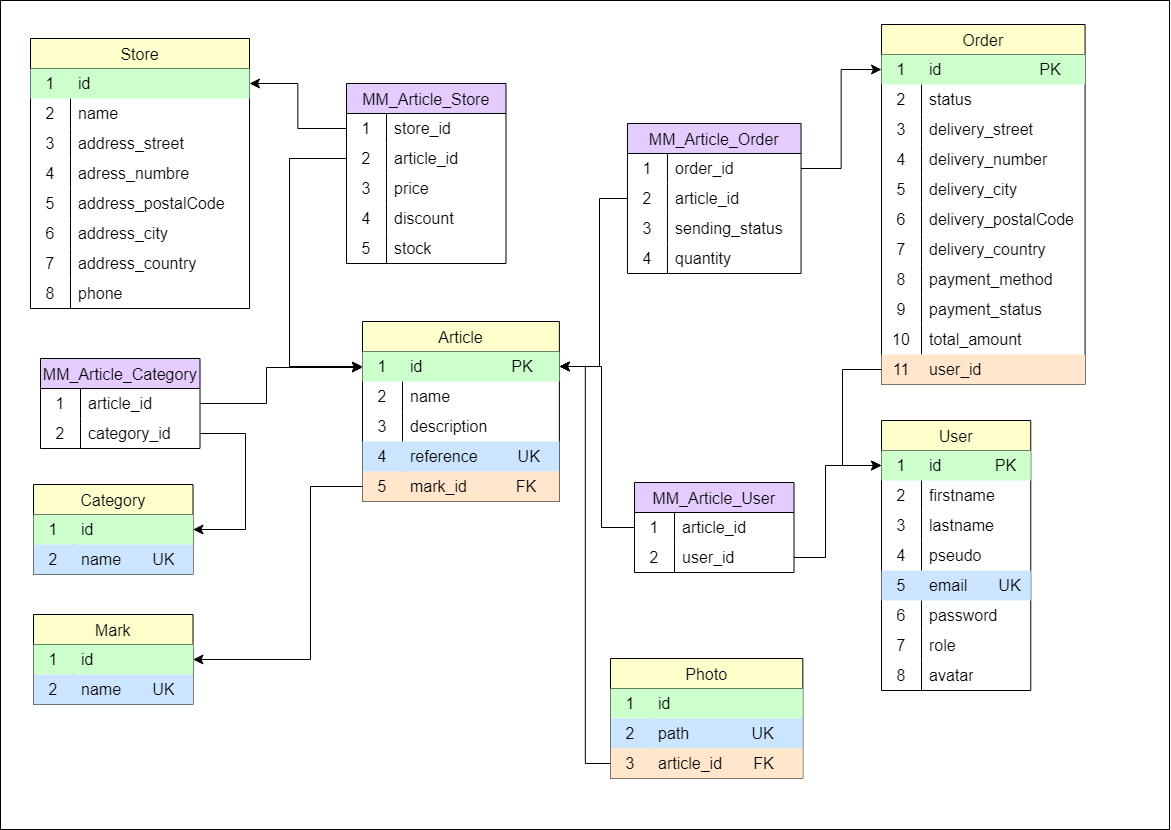 Store
1 id
2 name
3 address_street
4 adress_numbre
5 address_postalCode
6 address_city
7 address_country
8 phone
MM_Article_Store
1 store_id
2 article_id
3 price
4 discount
5 stock
MM_Article_Order
1 order_id
2 article_id
3 sending_status
4 quantity
Order
1 id PK
2 status
3 delivery_street
4 delivery_number
5 delivery_city
6 delivery_postalCode
7 delivery_country
8 payment_method
9 payment_status
10 total_amount
11 user_id
MM_Article_Category
1 article_id
2 category_id
Article
1 id PK
2 name
3 description
4 reference UK
5 mark_id FK
Category
1 id
2 name UK
MM_Article_User
1 article_id
2 user_id
User
1 id PK
2 firstname
3 lastname
4 pseudo
5 email UK
6 password
7 role
8 avatar
Mark
1 id
2 name UK
Photo
1 id
2 path UK
3 article_id FK